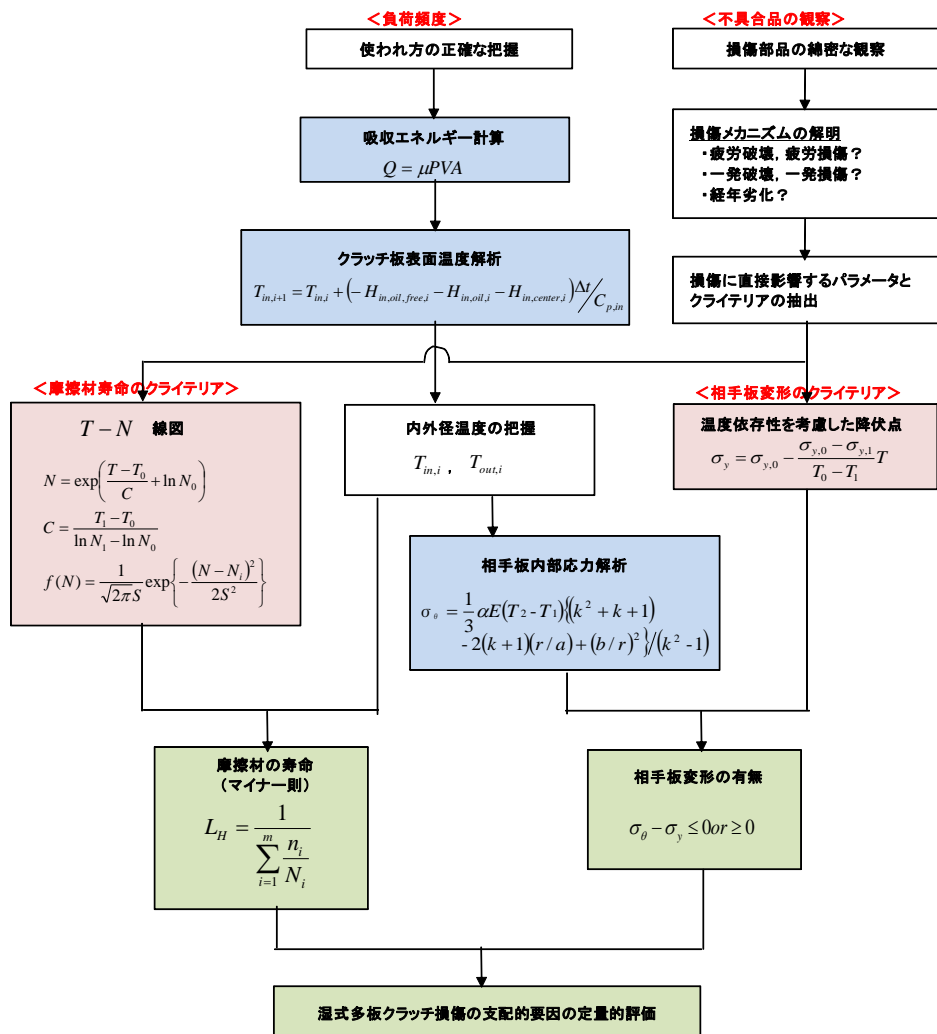 ＜負荷頻度＞
使われ方の正確な把握
吸収エネルギー計算
Q = μPVA
クラッチ板表面温度解析
T_{in,i+1} = T_{in,i} + (− H_{in,oil,free,i} − H_{in,oil,i} − H_{in,center,i}) Δt / C_{p,in}
＜不具合品の観察＞
損傷部品の綿密な観察
損傷メカニズムの解明
・疲労破壊，疲労損傷？
・一発破壊，一発損傷？
・経年劣化？
損傷に直接影響するパラメータと
クライテリアの抽出
＜摩擦材寿命のクライテリア＞
T − N 線図
N = exp( (T − T_0) / C + ln N_0 )
C = (T_1 − T_0) / (ln N_1 − ln N_0)
f(N) = 1 / (√(2π) S) exp{ − (N − N_i)^2 / 2S^2 }
内外径温度の把握
T_{in,i} ， T_{out,i}
＜相手板変形のクライテリア＞
温度依存性を考慮した降伏点
σ_y = σ_{y,0} − (σ_{y,0} − σ_{y,1}) / (T_0 − T_1) T
相手板内部応力解析
σ_θ = 1/3 αE(T_2 - T_1){(k^2 + k + 1)
- 2(k + 1)(r / a) + (b / r)^2}/(k^2 - 1)
摩擦材の寿命
（マイナー則）
L_H = 1 / Σ_{i=1}^{m} n_i / N_i
相手板変形の有無
σ_θ − σ_y ≤ 0 or ≥ 0
湿式多板クラッチ損傷の支配的要因の定量的評価